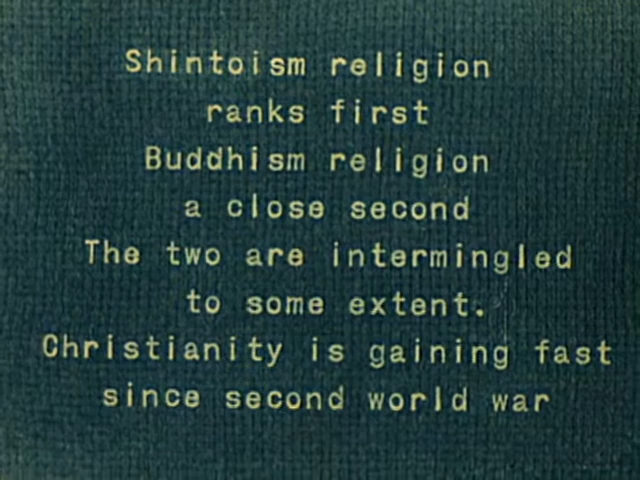 Shintoism religion
ranks first
Buddhism religion
a close second
The two are intermingled
to some extent.
Christianity is gaining fast
since second world war